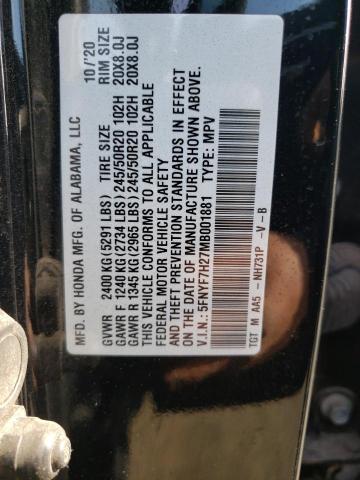 MFD. BY HONDA MFG. OF ALABAMA, LLC 10/'20
GVWR 2400 KG (5291 LBS) TIRE SIZE RIM SIZE
GAWR F 1240 KG (2734 LBS) 245/50R20 102H 20X8.0J
GAWR R 1345 KG (2965 LBS) 245/50R20 102H 20X8.0J
THIS VEHICLE CONFORMS TO ALL APPLICABLE
FEDERAL MOTOR VEHICLE SAFETY
AND THEFT PREVENTION STANDARDS IN EFFECT
ON THE DATE OF MANUFACTURE SHOWN ABOVE.
V.I.N.: 5FNYF7H27MB001881 TYPE: MPV
TGT M AA5 -NH731P -V-B